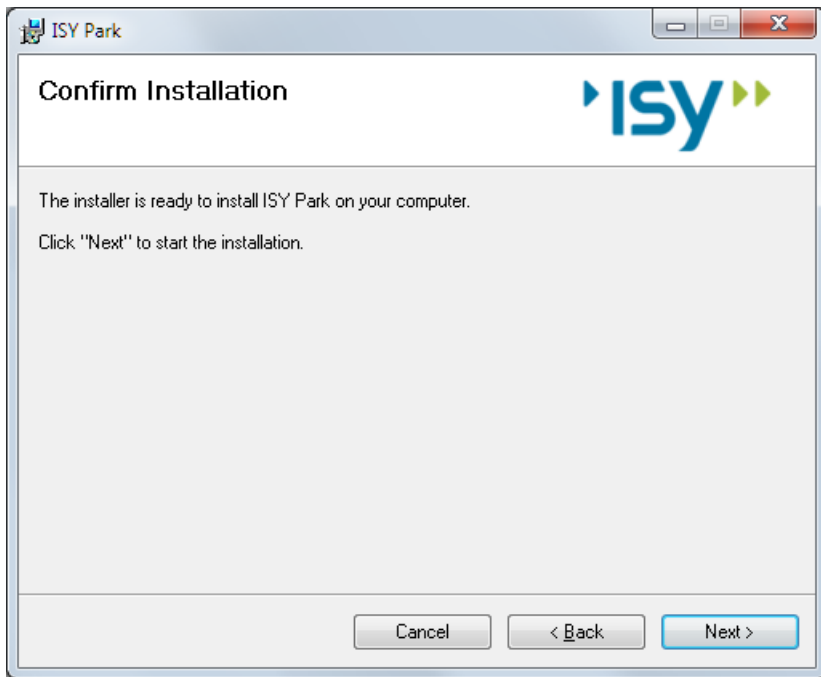 ISY Park
Confirm Installation
ISY
The installer is ready to install ISY Park on your computer.
Click "Next" to start the installation.
Cancel
< Back
Next >